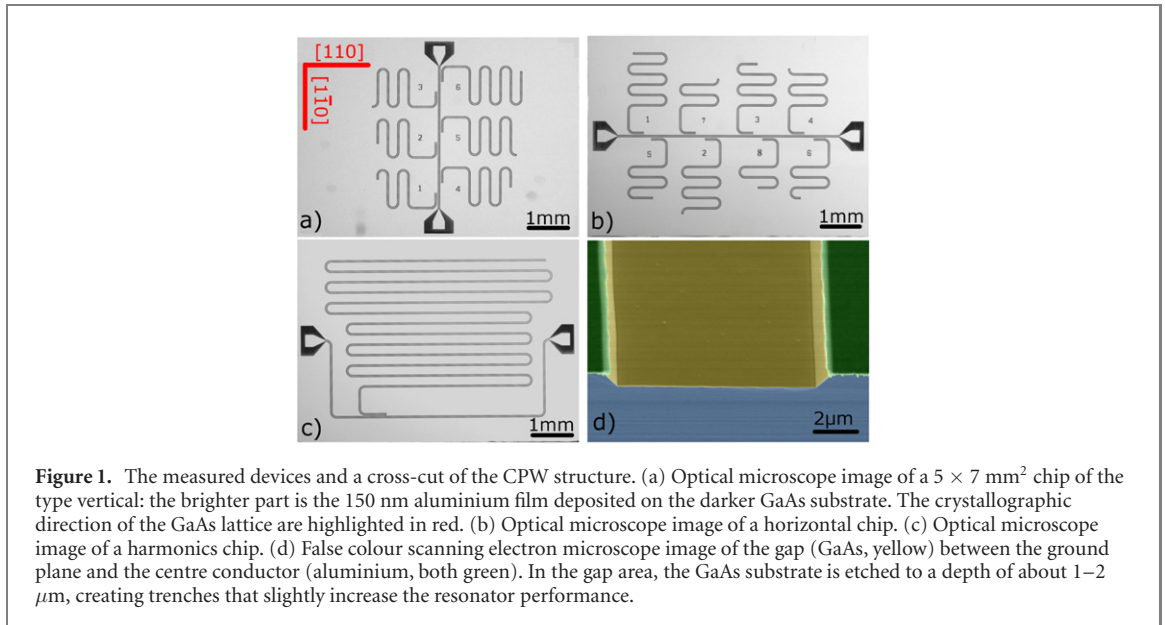 [110]
[11̄0]
3 6
2 5
1 4
a) 1mm
1 7 3 4
5 2 8 6
b) 1mm
c) 1mm
d) 2μm
Figure 1. The measured devices and a cross-cut of the CPW structure. (a) Optical microscope image of a 5 × 7 mm² chip of the
type vertical: the brighter part is the 150 nm aluminium film deposited on the darker GaAs substrate. The crystallographic
direction of the GaAs lattice are highlighted in red. (b) Optical microscope image of a horizontal chip. (c) Optical microscope
image of a harmonics chip. (d) False colour scanning electron microscope image of the gap (GaAs, yellow) between the ground
plane and the centre conductor (aluminium, both green). In the gap area, the GaAs substrate is etched to a depth of about 1–2
μm, creating trenches that slightly increase the resonator performance.